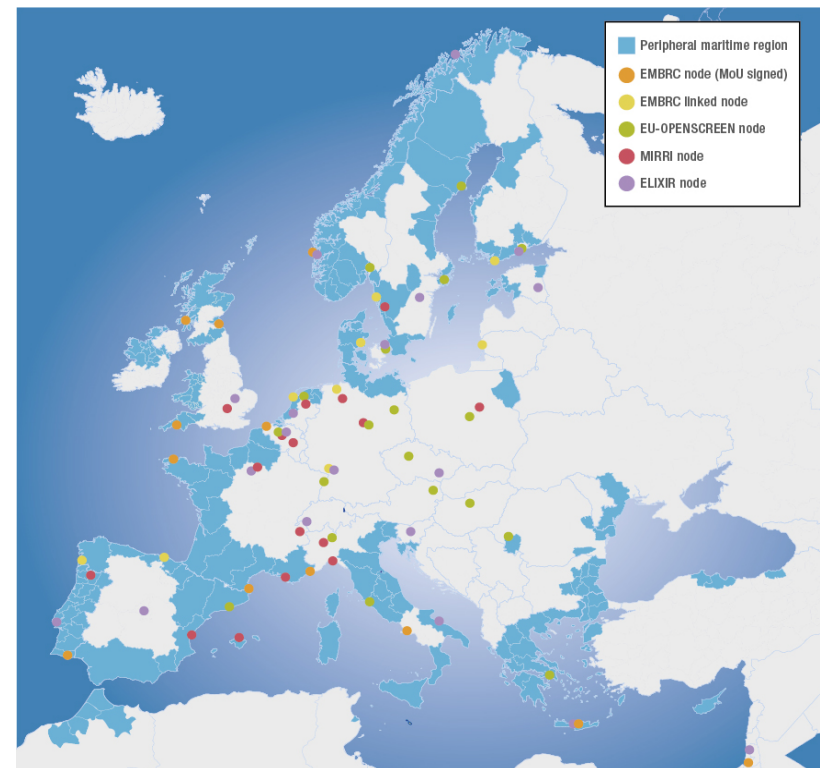 Peripheral maritime region
EMBRC node (MoU signed)
EMBRC linked node
EU-OPENSCREEN node
MIRRI node
ELIXIR node